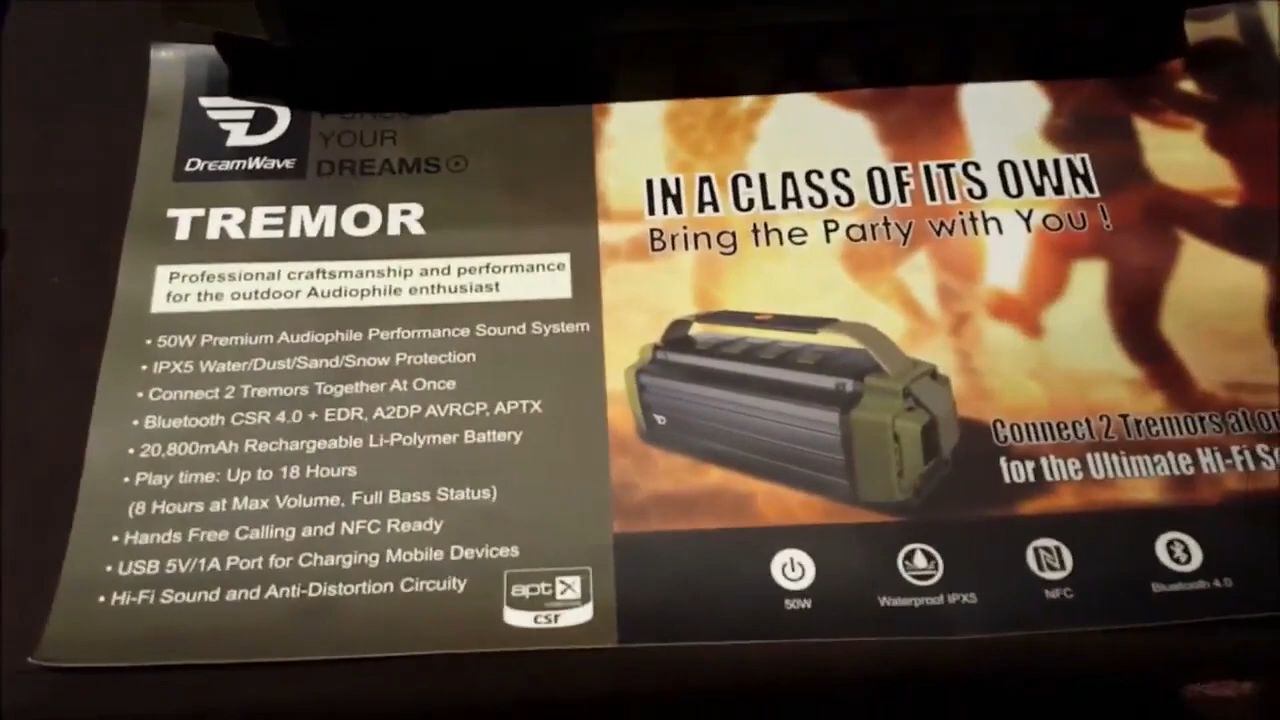 DreamWave
YOUR
DREAMS
TREMOR
Professional craftsmanship and performance
for the outdoor Audiophile enthusiast
• 50W Premium Audiophile Performance Sound System
• IPX5 Water/Dust/Sand/Snow Protection
• Connect 2 Tremors Together At Once
• Bluetooth CSR 4.0 + EDR, A2DP AVRCP, APTX
• 20,800mAh Rechargeable Li-Polymer Battery
• Play time: Up to 18 Hours
(8 Hours at Max Volume, Full Bass Status)
• Hands Free Calling and NFC Ready
• USB 5V/1A Port for Charging Mobile Devices
• Hi-Fi Sound and Anti-Distortion Circuity
aptX
csr
IN A CLASS OF ITS OWN
Bring the Party with You !
Connect 2 Tremors at
for the Ultimate Hi-Fi
50W
Waterproof IPX5
NFC
Bluetooth 4.0